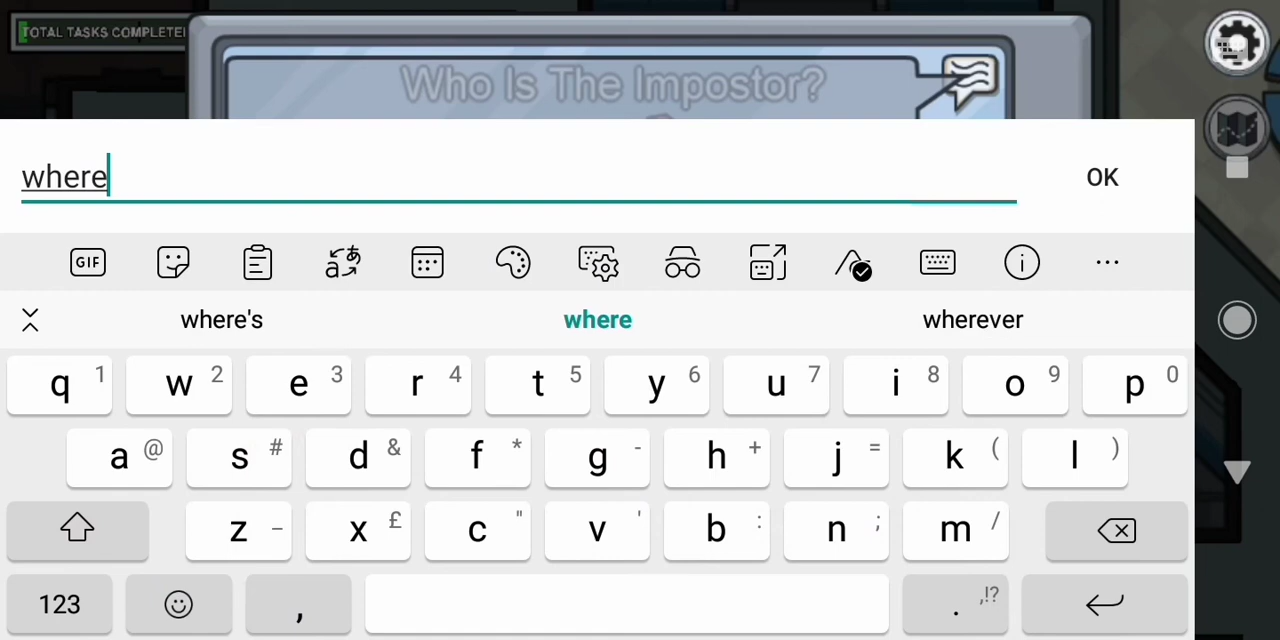 TOTAL TASKS COMPLETE
Who Is The Impostor?
where
OK
GIF
where's where wherever
q 1 w 2 e 3 r 4 t 5 y 6 u 7 i 8 o 9 p 0
a @ s # d & f * g - h + j = k ( l )
z – x £ c " v ' b : n ; m /
123 , . ,!?